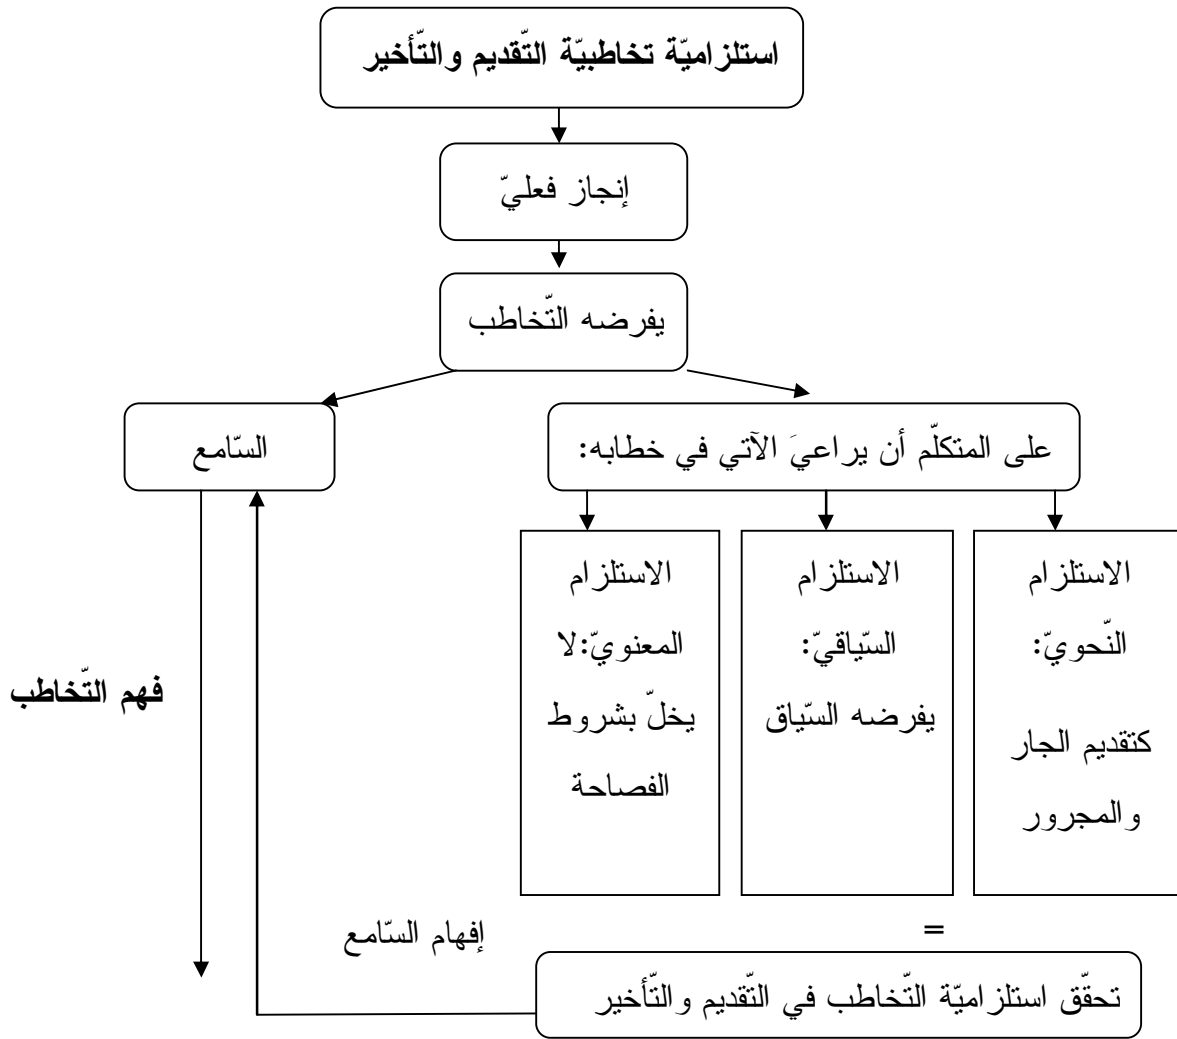 استلزاميّة تخاطبيّة التّقديم والتّأخير
إنجاز فعليّ
يفرضه التّخاطب
على المتكلّم أن يراعيَ الآتي في خطابه:
السّامع
الاستلزام
النّحويّ:
كتقديم الجار
والمجرور
الاستلزام
السّياقيّ:
يفرضه السّياق
الاستلزام
المعنويّ:لا
يخلّ بشروط
الفصاحة
فهم التّخاطب
=
إفهام السّامع
تحقّق استلزاميّة التّخاطب في التّقديم والتّأخير